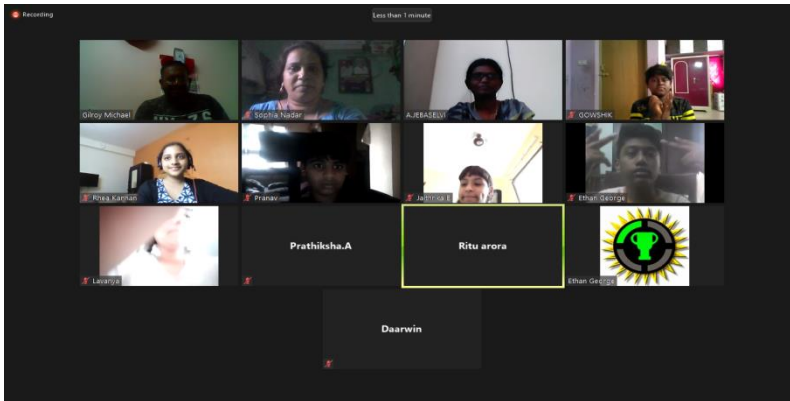 Recording
Less than 1 minute
Gilroy Michael
Sophia Nadar
AJEBASELVI
GOWSHIK
Rhea Kannan
Pranav
Ethan George
Lavanya
Prathiksha.A
Ritu arora
Ethan George
Daarwin